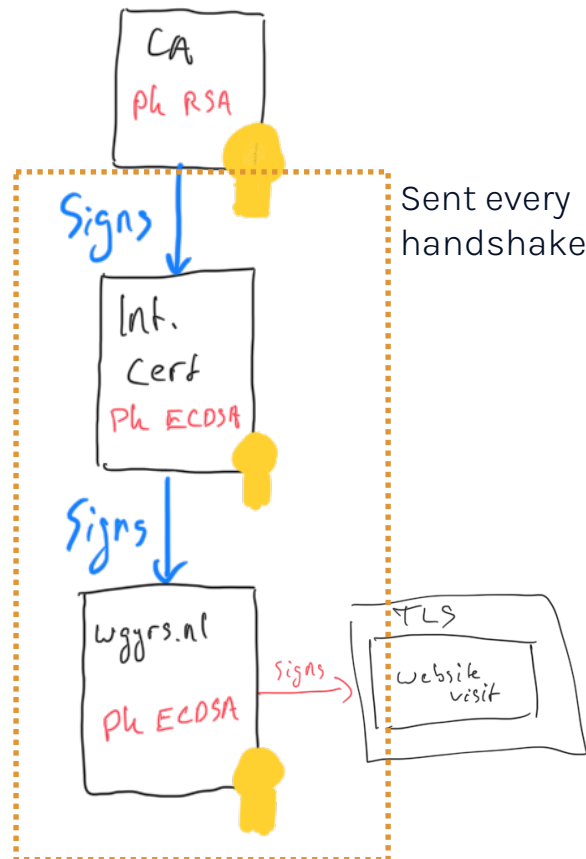 CA
Pk RSA
Signs
Sent every
handshake
Int.
Cert
Pk ECDSA
Signs
wggrs.nl
Pk ECDSA
signs
TLS
website
visit